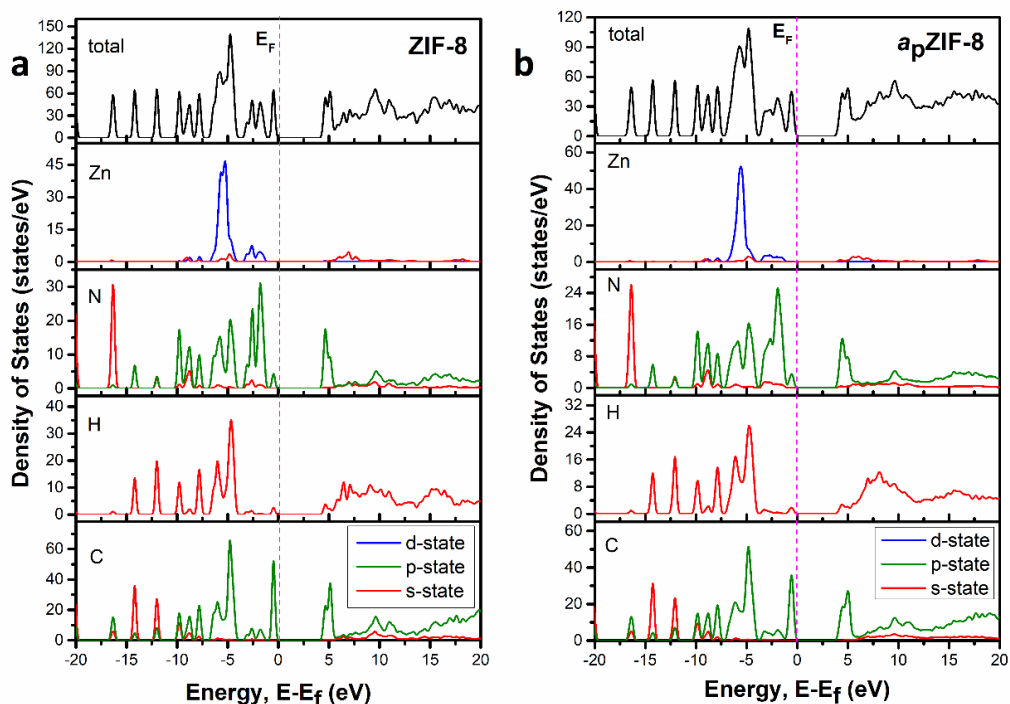 a
ZIF-8
total
E_F
150
120
90
60
30
0
Zn
45
30
15
0
N
30
20
10
0
H
40
30
20
10
0
C
60
40
20
0
d-state
p-state
s-state
-20 -15 -10 -5 0 5 10 15 20
Density of States (states/eV)
Energy, E-E_f (eV)
b
a_pZIF-8
total
E_F
120
90
60
30
0
Zn
60
40
20
0
N
24
16
8
0
H
32
24
16
8
0
C
60
40
20
0
d-state
p-state
s-state
-20 -15 -10 -5 0 5 10 15 20
Density of States (states/eV)
Energy, E-E_f (eV)